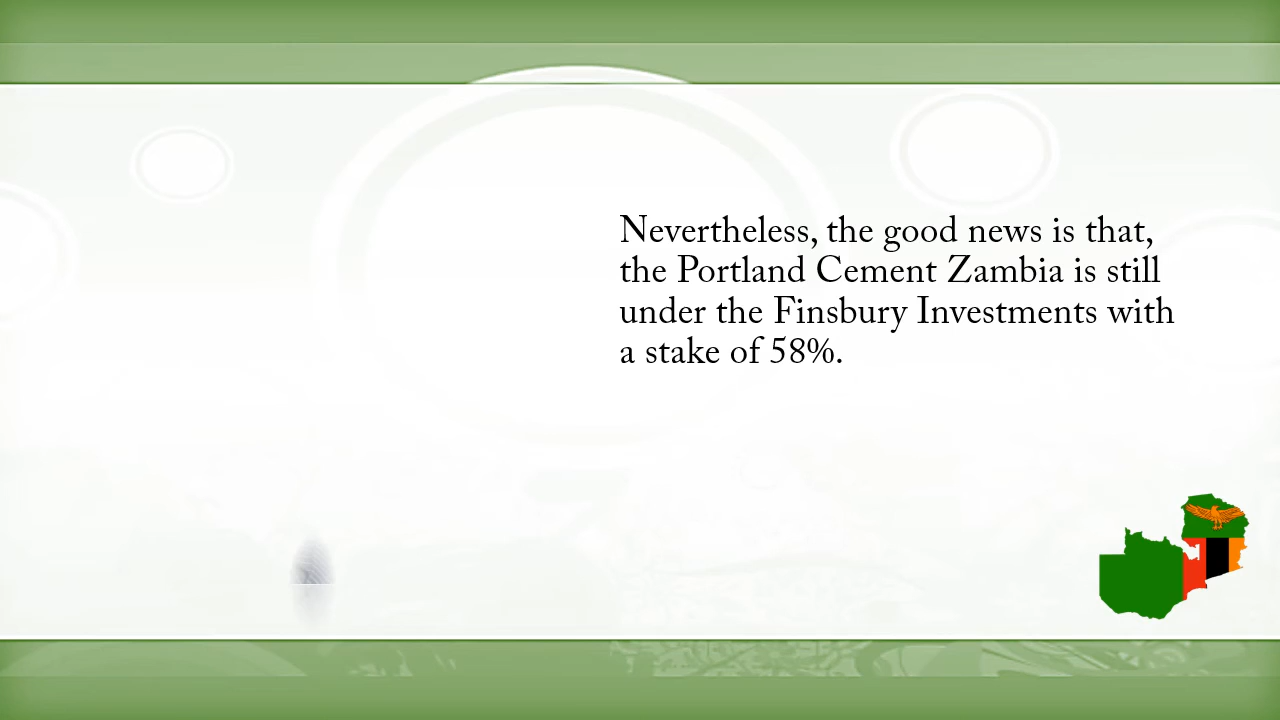 Nevertheless, the good news is that,
the Portland Cement Zambia is still
under the Finsbury Investments with
a stake of 58%.